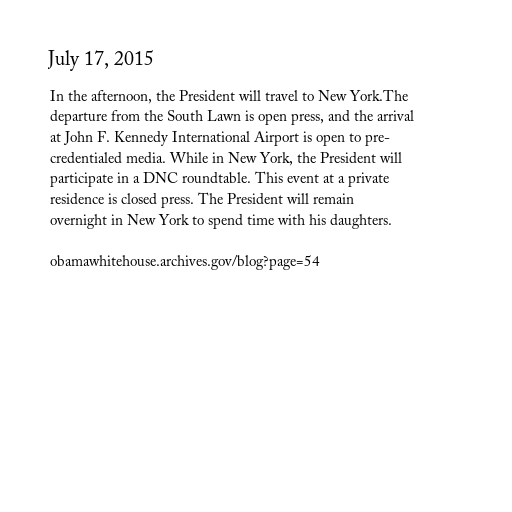 July 17, 2015
In the afternoon, the President will travel to New York.The
departure from the South Lawn is open press, and the arrival
at John F. Kennedy International Airport is open to pre-
credentialed media. While in New York, the President will
participate in a DNC roundtable. This event at a private
residence is closed press. The President will remain
overnight in New York to spend time with his daughters.
obamawhitehouse.archives.gov/blog?page=54